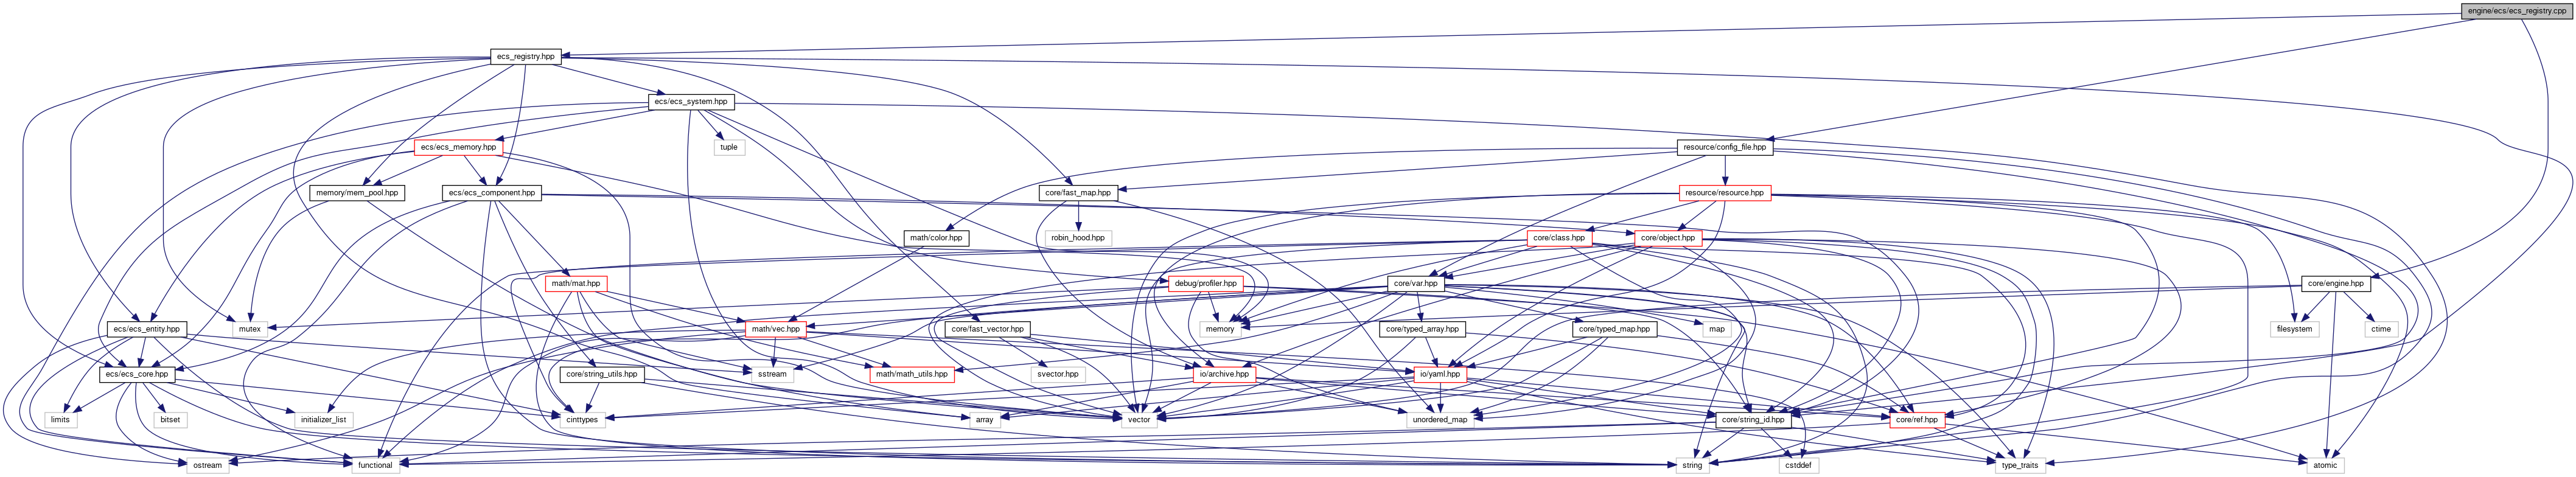 engine/ecs/ecs_registry.cpp
ecs_registry.hpp
ecs/ecs_system.hpp
ecs/ecs_memory.hpp
tuple
resource/config_file.hpp
memory/mem_pool.hpp
ecs/ecs_component.hpp
core/fast_map.hpp
resource/resource.hpp
math/color.hpp
robin_hood.hpp
core/class.hpp
core/object.hpp
math/mat.hpp
debug/profiler.hpp
core/var.hpp
core/engine.hpp
ecs/ecs_entity.hpp
mutex
math/vec.hpp
core/fast_vector.hpp
memory
core/typed_array.hpp
core/typed_map.hpp
map
filesystem
ctime
ecs/ecs_core.hpp
core/string_utils.hpp
sstream
math/math_utils.hpp
svector.hpp
io/archive.hpp
io/yaml.hpp
limits
bitset
initializer_list
cinttypes
array
vector
unordered_map
core/string_id.hpp
core/ref.hpp
ostream
functional
string
cstddef
type_traits
atomic